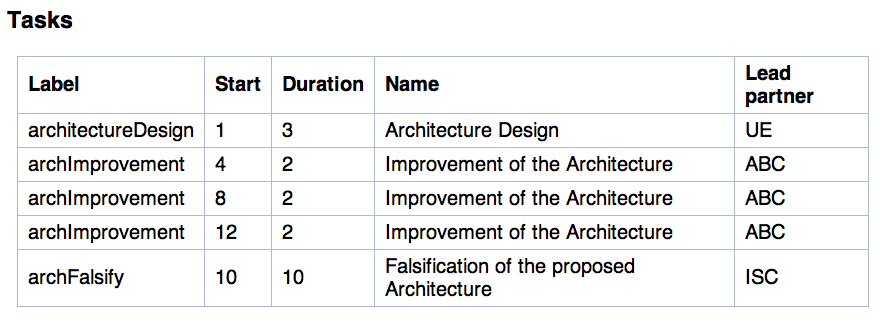 Tasks
Label Start Duration Name Lead partner
architectureDesign 1 3 Architecture Design UE
archImprovement 4 2 Improvement of the Architecture ABC
archImprovement 8 2 Improvement of the Architecture ABC
archImprovement 12 2 Improvement of the Architecture ABC
archFalsify 10 10 Falsification of the proposed Architecture ISC